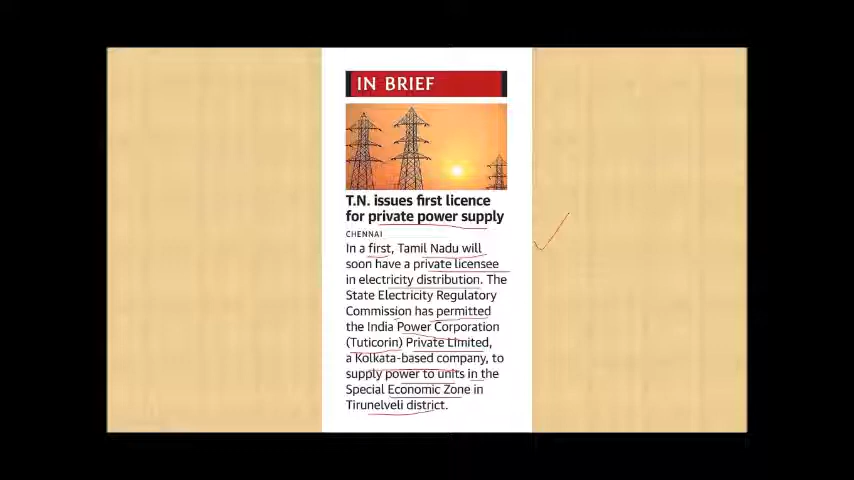 IN BRIEF
T.N. issues first licence
for private power supply
CHENNAI
In a first, Tamil Nadu will
soon have a private licensee
in electricity distribution. The
State Electricity Regulatory
Commission has permitted
the India Power Corporation
(Tuticorin) Private Limited,
a Kolkata-based company, to
supply power to units in the
Special Economic Zone in
Tirunelveli district.